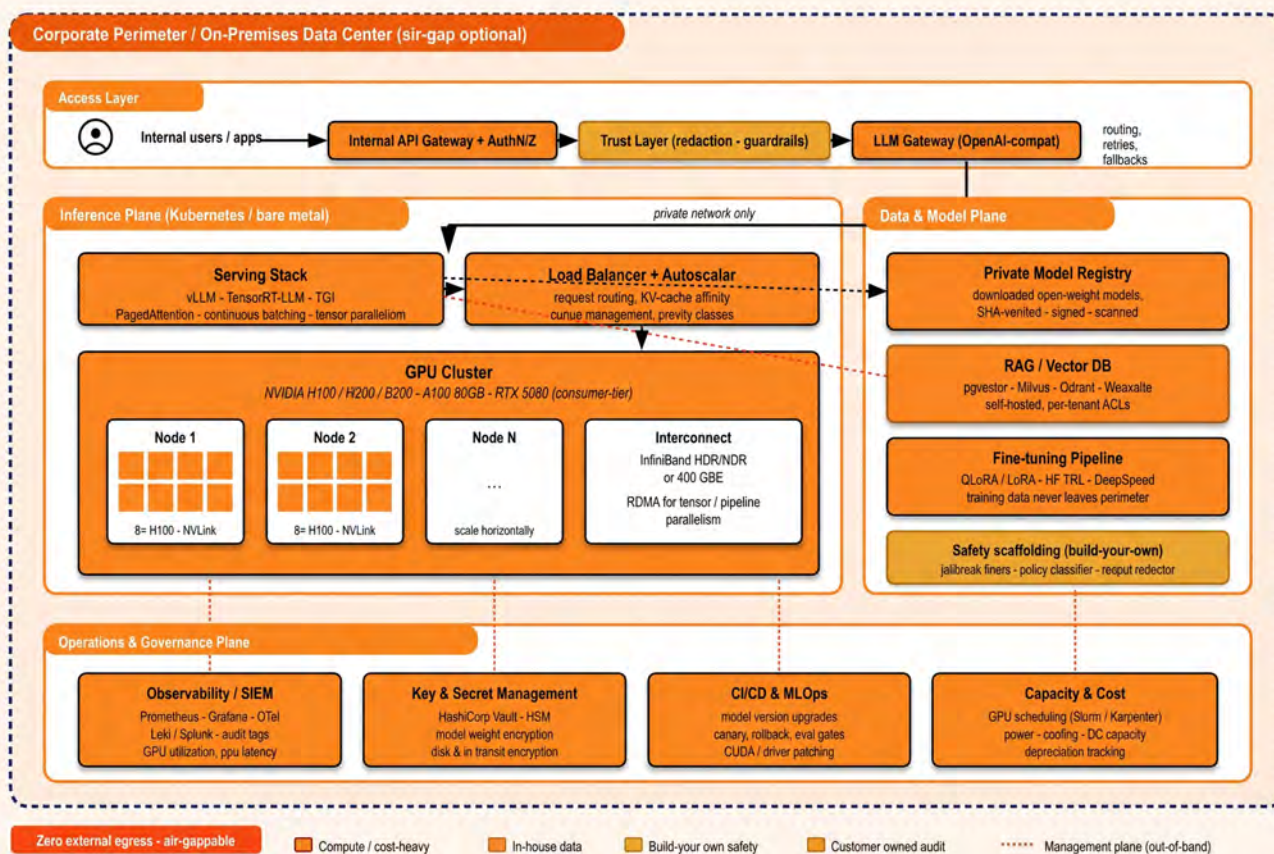 Corporate Perimeter / On-Premises Data Center (sir-gap optional)
Access Layer
Internal users / apps
Internal API Gateway + AuthN/Z
Trust Layer (redaction - guardrails)
LLM Gateway (OpenAI-compat)
routing,
retries,
fallbacks
Inference Plane (Kubernetes / bare metal)
private network only
Data & Model Plane
Serving Stack
vLLM - TensorRT-LLM - TGI
PagedAttention - continuous batching - tensor paralleliom
Load Balancer + Autoscalar
request routing, KV-cache affinity
cunue management, previty classes
Private Model Registry
downloaded open-weight models,
SHA-venited - signed - scanned
GPU Cluster
NVIDIA H100 / H200 / B200 - A100 80GB - RTX 5080 (consumer-tier)
Node 1
8= H100 - NVLink
Node 2
8= H100 - NVLink
Node N
...
scale horizontally
Interconnect
InfiniBand HDR/NDR
or 400 GBE
RDMA for tensor / pipeline
parallelism
RAG / Vector DB
pgvestor - Milvus - Odrant - Weaxalte
self-hosted, per-tenant ACLs
Fine-tuning Pipeline
QLoRA / LoRA - HF TRL - DeepSpeed
training data never leaves perimeter
Safety scaffolding (build-your-own)
jalibreak finers - policy classifier - reoput redector
Operations & Governance Plane
Observability / SIEM
Prometheus - Grafana - OTel
Leki / Splunk - audit tags
GPU utilization, ppu latency
Key & Secret Management
HashiCorp Vault - HSM
model weight encryption
disk & in transit encryption
CI/CD & MLOps
model version upgrades
canary, rollback, eval gates
CUDA / driver patching
Capacity & Cost
GPU scheduling (Slurm / Karpenter)
power - coofing - DC capacity
depreciation tracking
Zero external egress - air-gappable
Compute / cost-heavy
In-house data
Build-your own safety
Customer owned audit
Management plane (out-of-band)